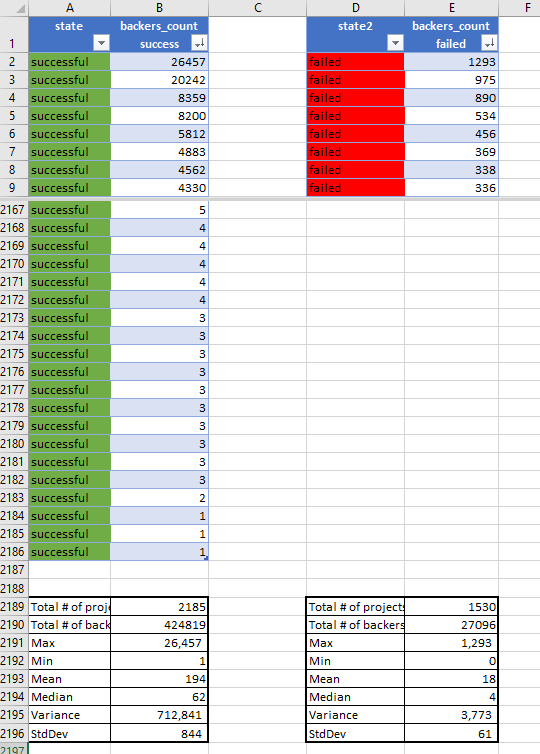 A B C D E F
state backers_count state2 backers_count
1 success failed
2 successful 26457 failed 1293
3 successful 20242 failed 975
4 successful 8359 failed 890
5 successful 8200 failed 534
6 successful 5812 failed 456
7 successful 4883 failed 369
8 successful 4562 failed 338
9 successful 4330 failed 336
2167 successful 5
2168 successful 4
2169 successful 4
2170 successful 4
2171 successful 4
2172 successful 4
2173 successful 3
2174 successful 3
2175 successful 3
2176 successful 3
2177 successful 3
2178 successful 3
2179 successful 3
2180 successful 3
2181 successful 3
2182 successful 3
2183 successful 2
2184 successful 1
2185 successful 1
2186 successful 1
2187
2188
2189 Total # of proj 2185 Total # of projects 1530
2190 Total # of back 424819 Total # of backers 27096
2191 Max 26,457 Max 1,293
2192 Min 1 Min 0
2193 Mean 194 Mean 18
2194 Median 62 Median 4
2195 Variance 712,841 Variance 3,773
2196 StdDev 844 StdDev 61
2197